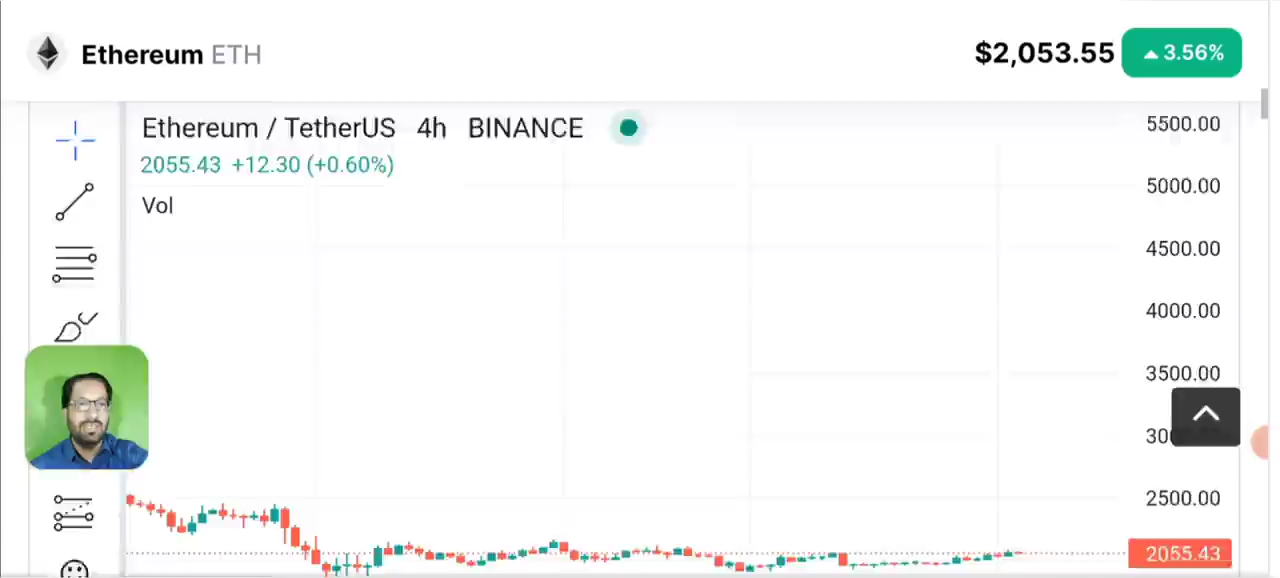 Ethereum ETH
$2,053.55
3.56%
Ethereum / TetherUS 4h BINANCE
2055.43 +12.30 (+0.60%)
Vol
5500.00
5000.00
4500.00
4000.00
3500.00
2500.00
2055.43